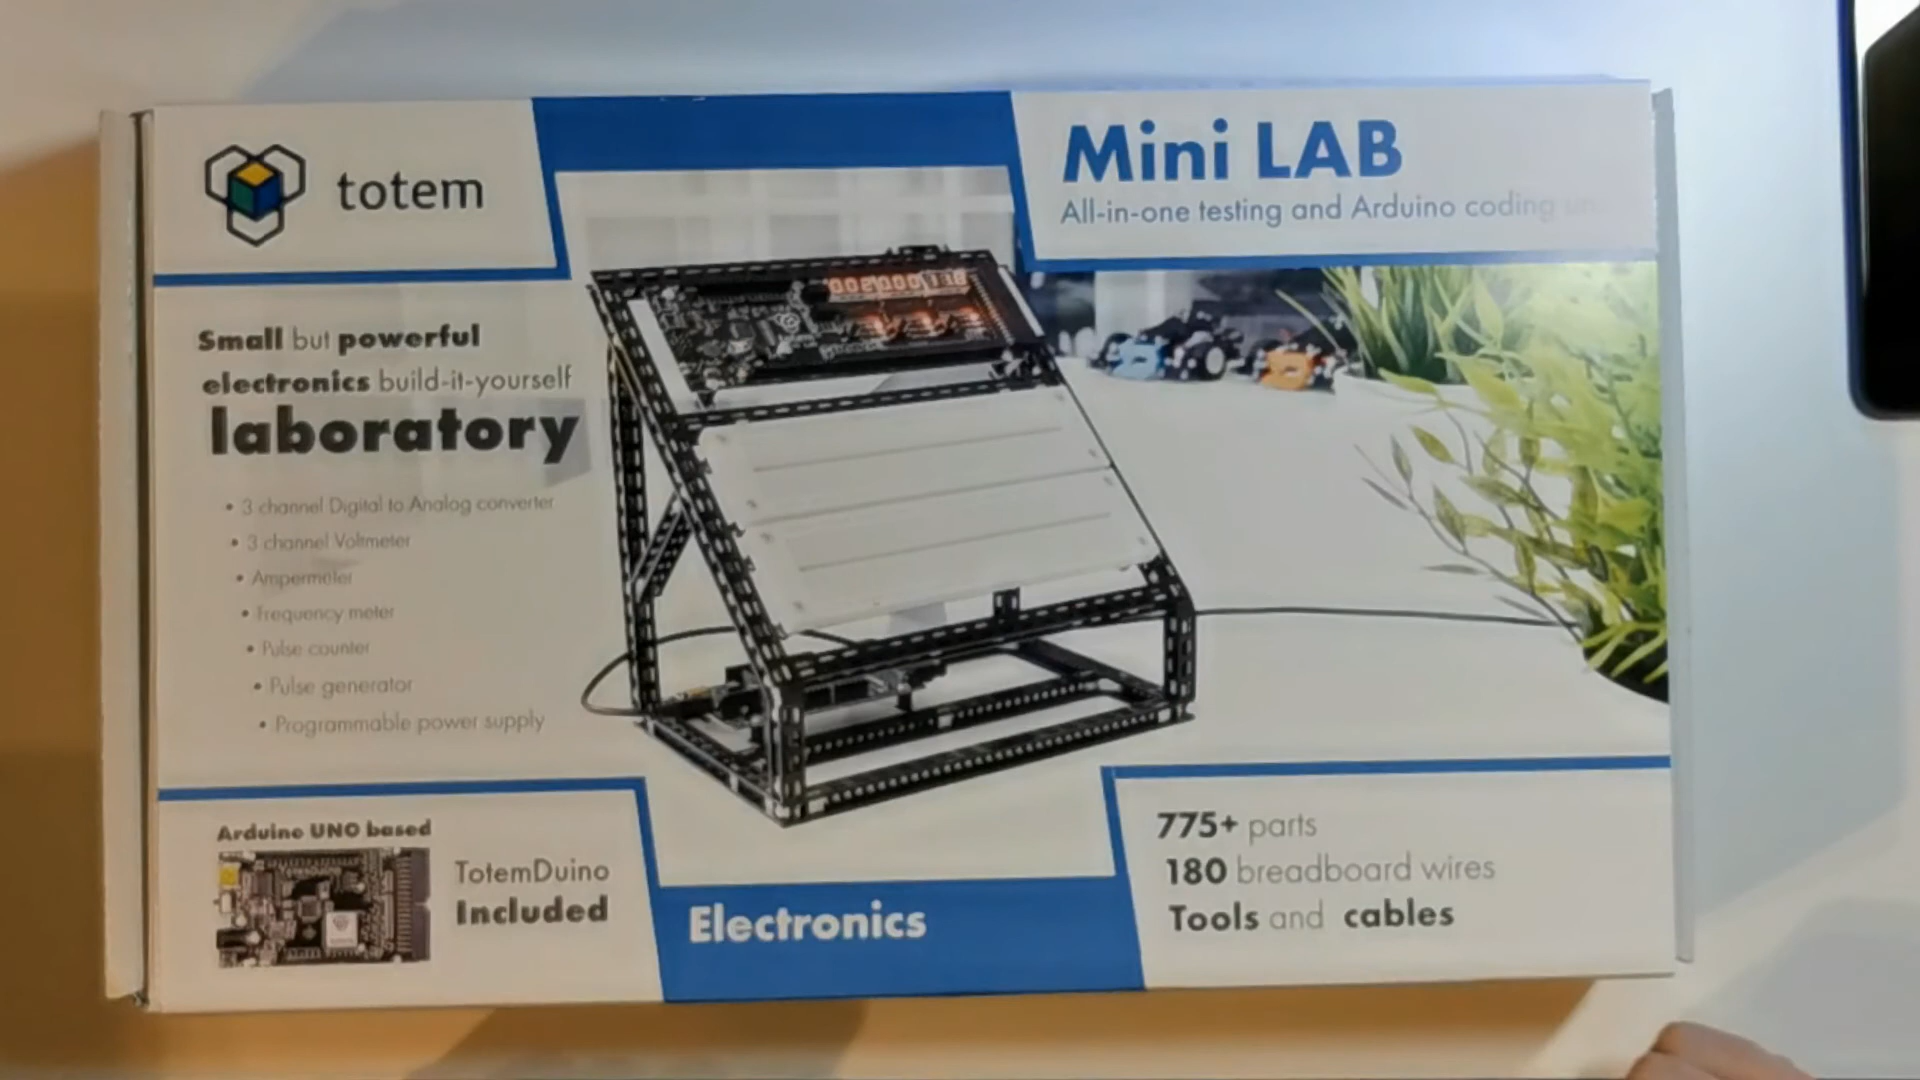 totem
Mini LAB
All-in-one testing and Arduino coding
Small but powerful
electronics build-it-yourself
laboratory
• 3 channel Digital to Analog converter
• 3 channel Voltmeter
• Ampermeter
• Frequency meter
• Pulse counter
• Pulse generator
• Programmable power supply
Arduino UNO based
TotemDuino
Included
Electronics
775+ parts
180 breadboard wires
Tools and cables